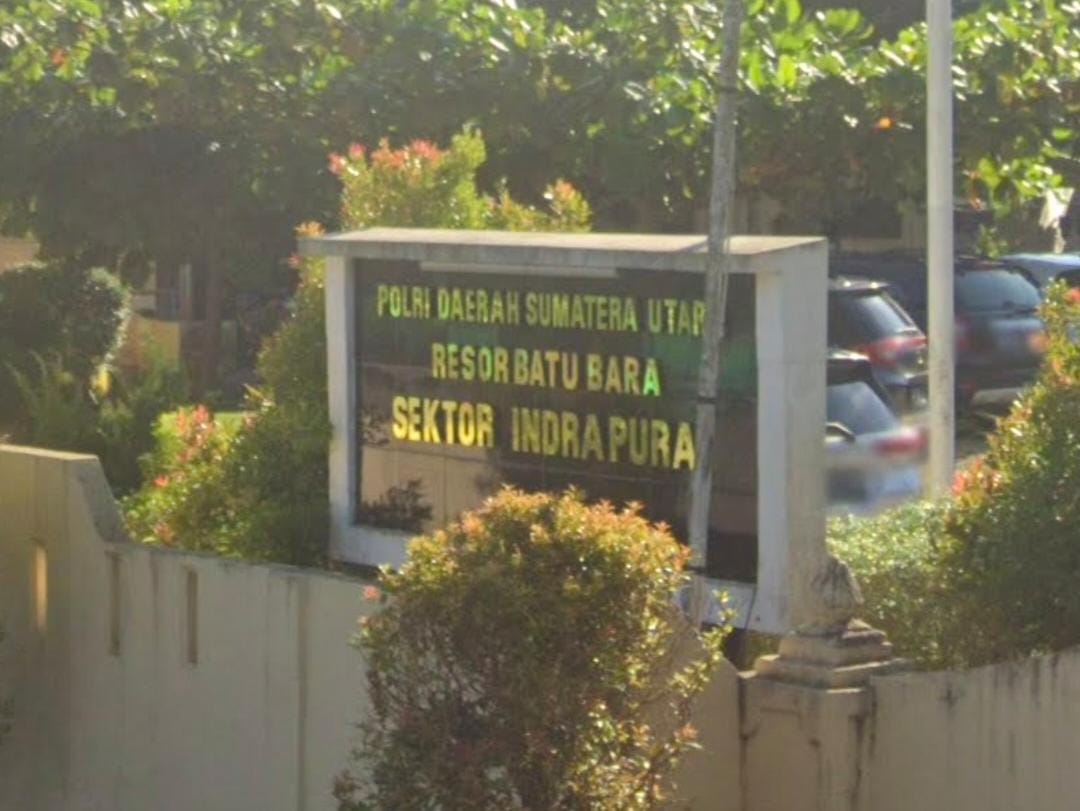 POLRI DAERAH SUMATERA UTAR
RESOR BATU BARA
SEKTOR INDRAPURA